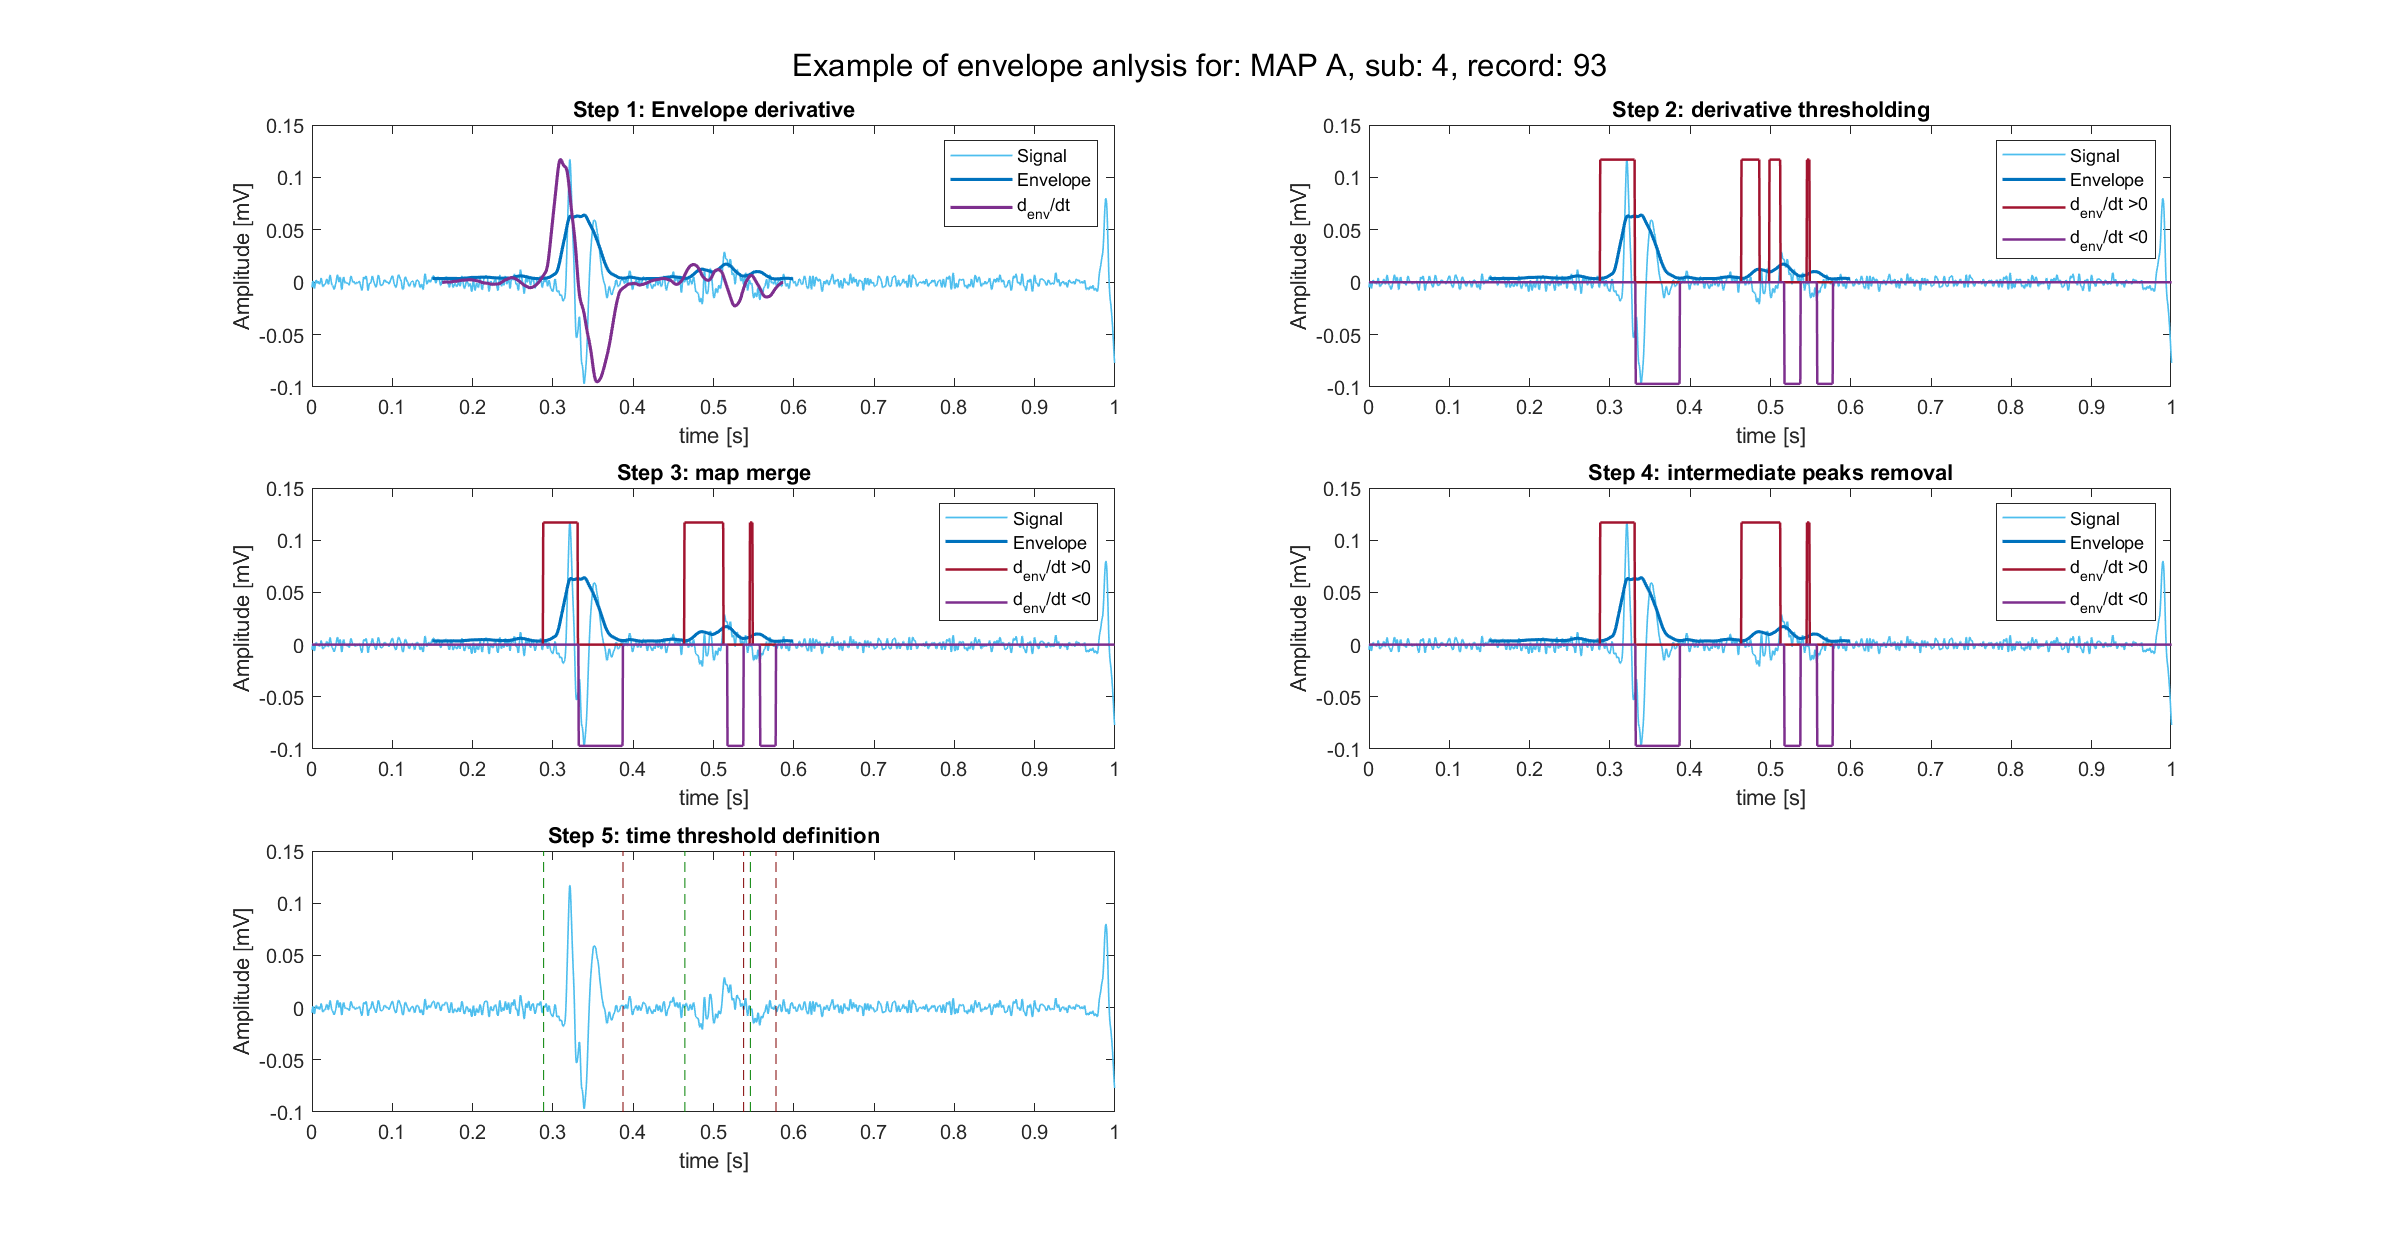 Example of envelope anlysis for: MAP A, sub: 4, record: 93
Step 1: Envelope derivative
0.15
0.1
0.05
0
-0.05
-0.1
Amplitude [mV]
0 0.1 0.2 0.3 0.4 0.5 0.6 0.7 0.8 0.9 1
time [s]
Signal
Envelope
d_env/dt
Step 2: derivative thresholding
0.15
0.1
0.05
0
-0.05
-0.1
Amplitude [mV]
0 0.1 0.2 0.3 0.4 0.5 0.6 0.7 0.8 0.9 1
time [s]
Signal
Envelope
d_env/dt >0
d_env/dt <0
Step 3: map merge
0.15
0.1
0.05
0
-0.05
-0.1
Amplitude [mV]
0 0.1 0.2 0.3 0.4 0.5 0.6 0.7 0.8 0.9 1
time [s]
Signal
Envelope
d_env/dt >0
d_env/dt <0
Step 4: intermediate peaks removal
0.15
0.1
0.05
0
-0.05
-0.1
Amplitude [mV]
0 0.1 0.2 0.3 0.4 0.5 0.6 0.7 0.8 0.9 1
time [s]
Signal
Envelope
d_env/dt >0
d_env/dt <0
Step 5: time threshold definition
0.15
0.1
0.05
0
-0.05
-0.1
Amplitude [mV]
0 0.1 0.2 0.3 0.4 0.5 0.6 0.7 0.8 0.9 1
time [s]